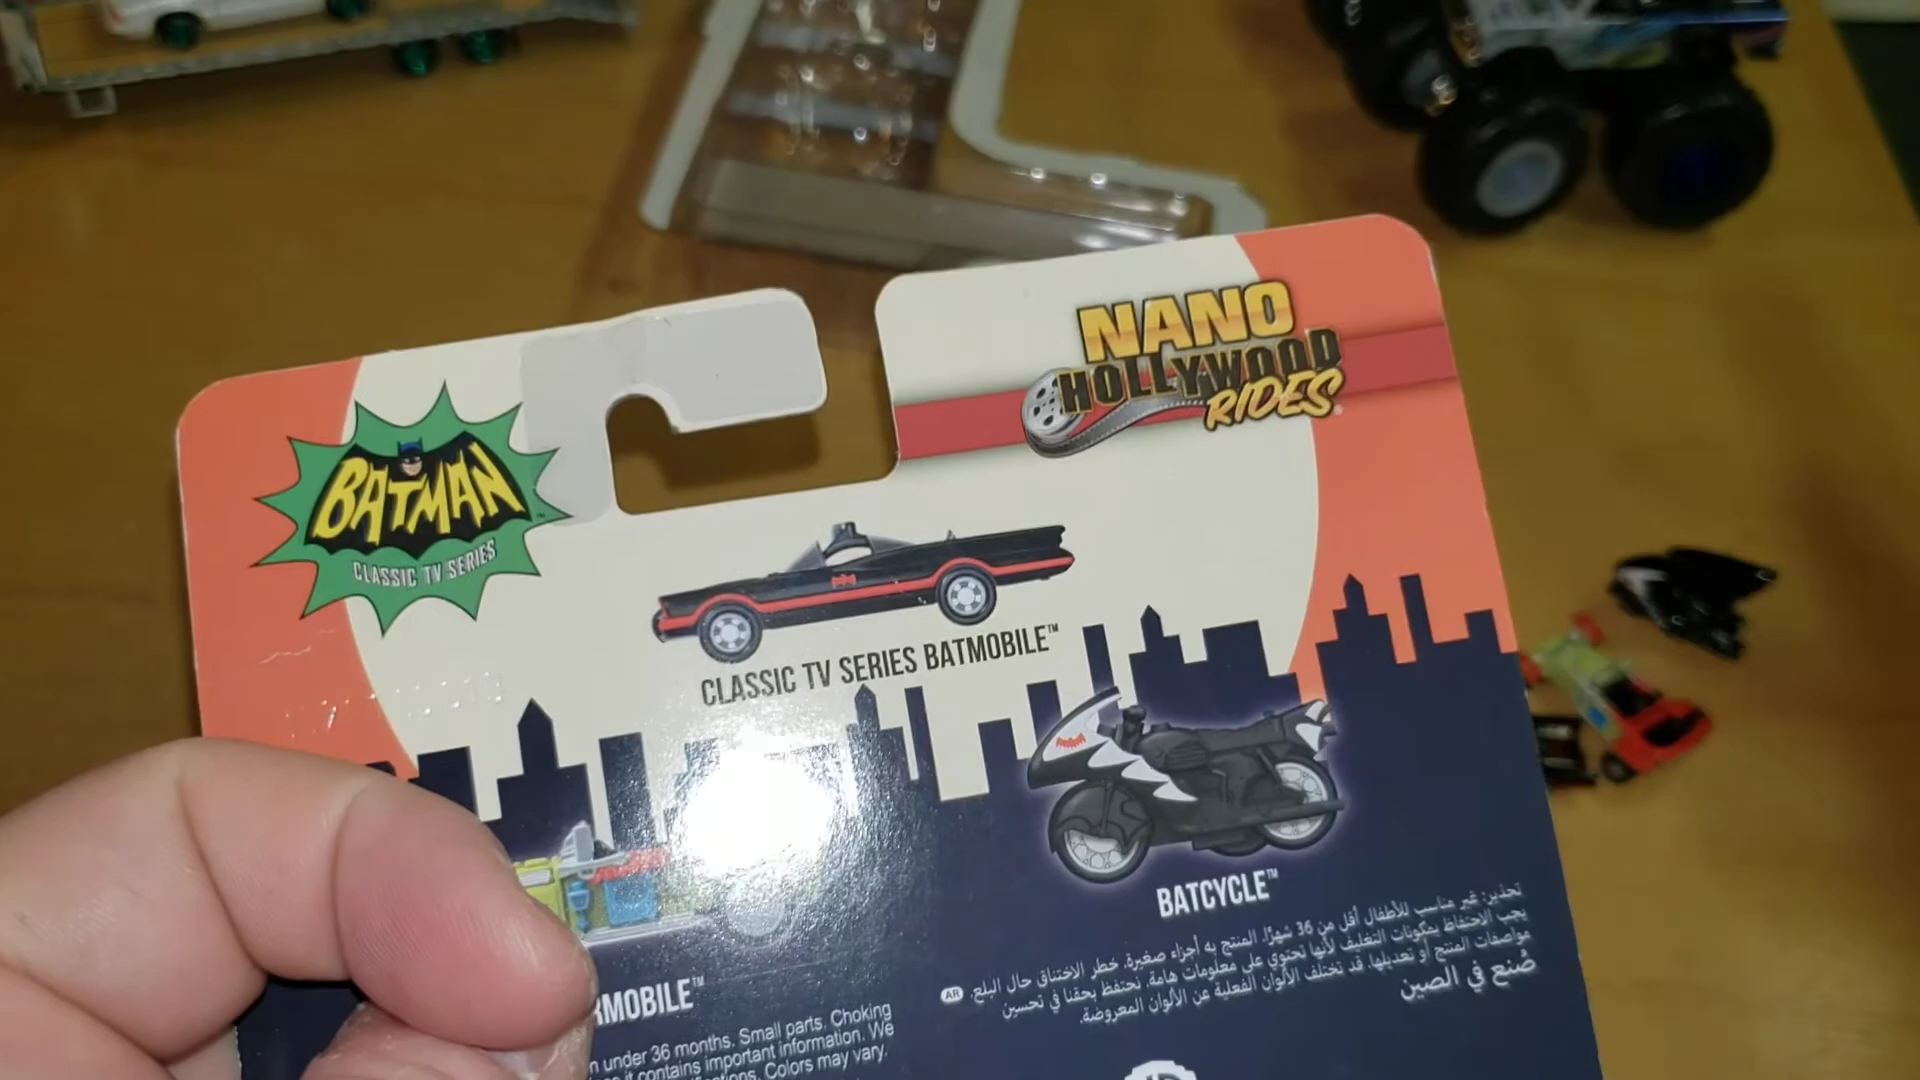 NANO
HOLLYWOOD
RIDES
BATMAN™
CLASSIC TV SERIES
CLASSIC TV SERIES BATMOBILE™
BATCYCLE™
RMOBILE™
under 36 months. Small parts. Choking
it contains important information. We
Colors may vary.
AR
تحذير: غير مناسب للأطفال أقل من 36 شهرًا. المنتج به أجزاء صغيرة. خطر الاختناق حال البلع.
يجب الاحتفاظ بمكونات التغليف لأنها تحتوي على معلومات هامة. نحتفظ بحقنا في تحسين
مواصفات المنتج أو تعديلها. قد تختلف الألوان الفعلية عن الألوان المعروضة.
صُنع في الصين